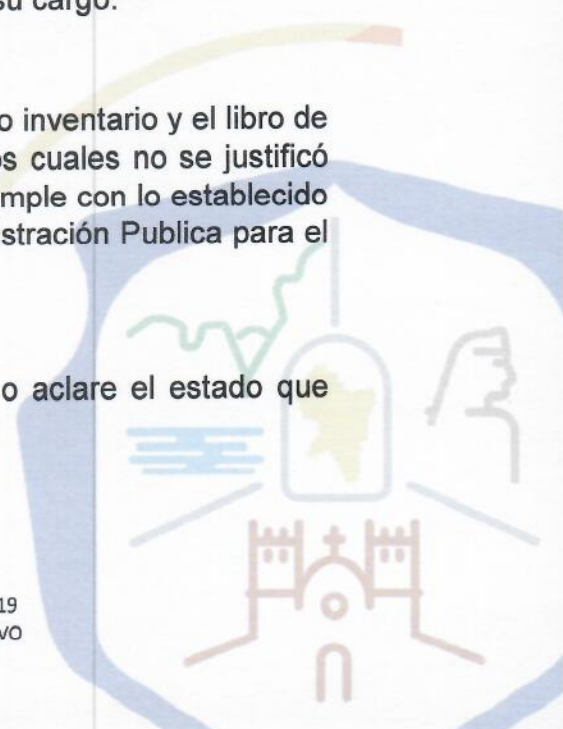 su cargo.
o inventario y el libro de
os cuales no se justificó
mple con lo establecido
stración Publica para el
o aclare el estado que
19
VO